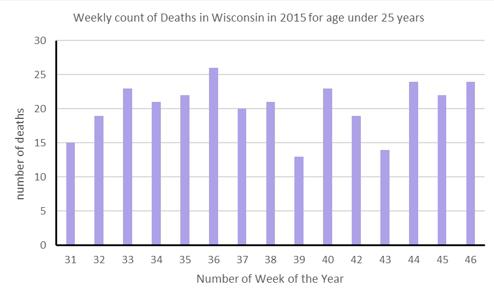 Weekly count of Deaths in Wisconsin in 2015 for age under 25 years
30
25
20
15
10
5
0
number of deaths
31 32 33 34 35 36 37 38 39 40 42 43 44 45 46
Number of Week of the Year